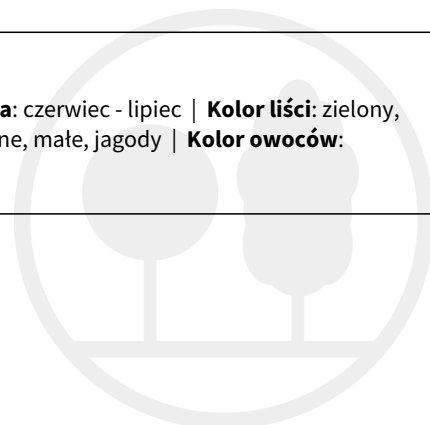 a: czerwiec - lipiec | Kolor liści: zielony,
ne, małe, jagody | Kolor owoców: